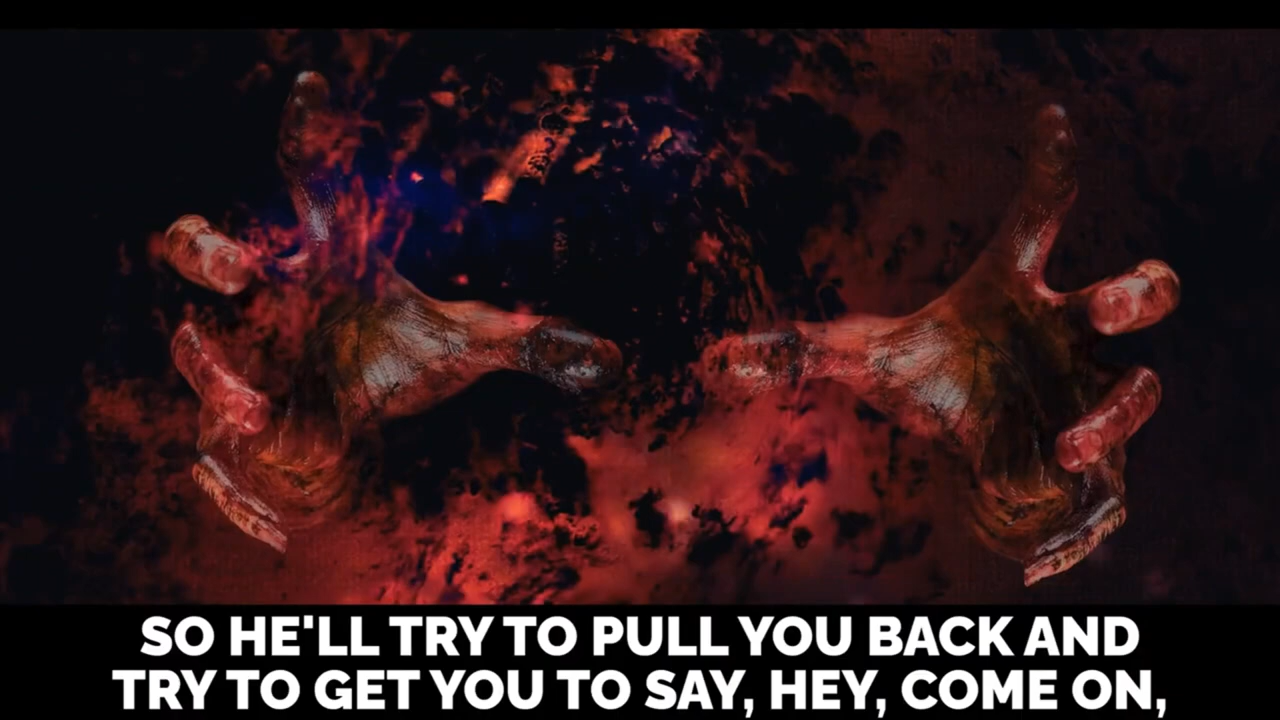 SO HE'LL TRY TO PULL YOU BACK AND
TRY TO GET YOU TO SAY, HEY, COME ON,